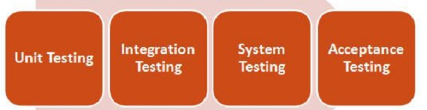 Unit Testing
Integration
Testing
System
Testing
Acceptance
Testing